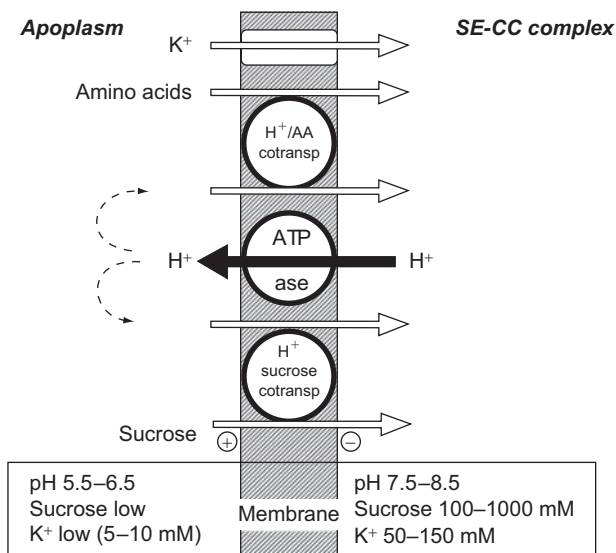 Apoplasm
SE-CC complex
K⁺
Amino acids
H⁺/AA
cotransp
ATP
H⁺
H⁺
ase
H⁺
sucrose
cotransp
Sucrose
+
−
pH 5.5–6.5
Sucrose low
K⁺ low (5–10 mM)
Membrane
pH 7.5–8.5
Sucrose 100–1000 mM
K⁺ 50–150 mM